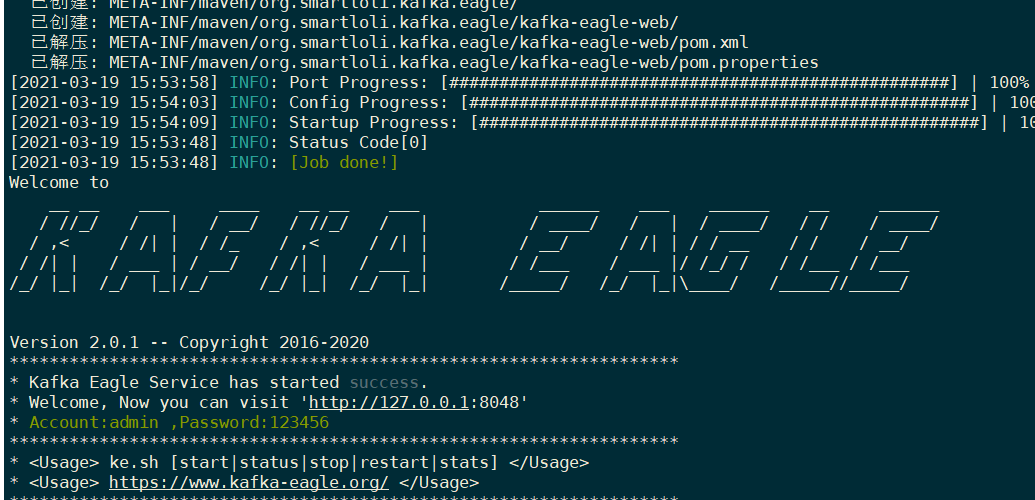 已创建: META-INF/maven/org.smartloli.kafka.eagle/
已创建: META-INF/maven/org.smartloli.kafka.eagle/kafka-eagle-web/
已解压: META-INF/maven/org.smartloli.kafka.eagle/kafka-eagle-web/pom.xml
已解压: META-INF/maven/org.smartloli.kafka.eagle/kafka-eagle-web/pom.properties
[2021-03-19 15:53:58] INFO: Port Progress: [##################################################] | 100%
[2021-03-19 15:54:03] INFO: Config Progress: [##################################################] | 100
[2021-03-19 15:54:09] INFO: Startup Progress: [##################################################] | 10
[2021-03-19 15:53:48] INFO: Status Code[0]
[2021-03-19 15:53:48] INFO: [Job done!]
Welcome to
KAFKA EAGLE
Version 2.0.1 -- Copyright 2016-2020
*******************************************************************
* Kafka Eagle Service has started success.
* Welcome, Now you can visit 'http://127.0.0.1:8048'
* Account:admin ,Password:123456
*******************************************************************
* <Usage> ke.sh [start|status|stop|restart|stats] </Usage>
* <Usage> https://www.kafka-eagle.org/ </Usage>
*******************************************************************